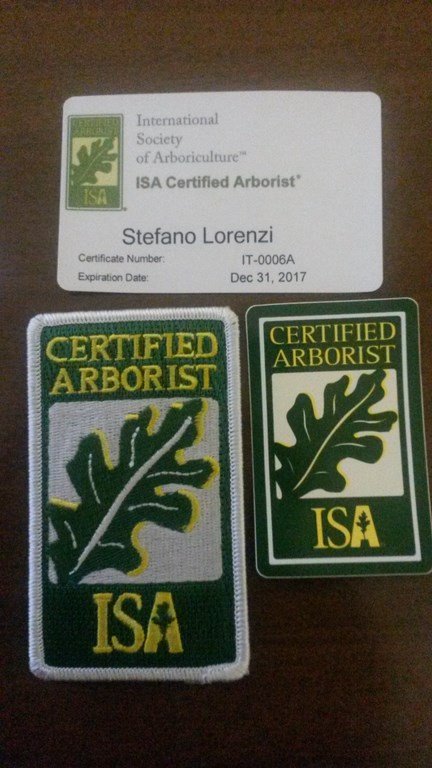 International
Society
of Arboriculture™
ISA Certified Arborist®
CERTIFIED
ARBORIST
ISA
Stefano Lorenzi
Certificate Number: IT-0006A
Expiration Date: Dec 31, 2017
CERTIFIED
ARBORIST
ISA
CERTIFIED
ARBORIST
ISA